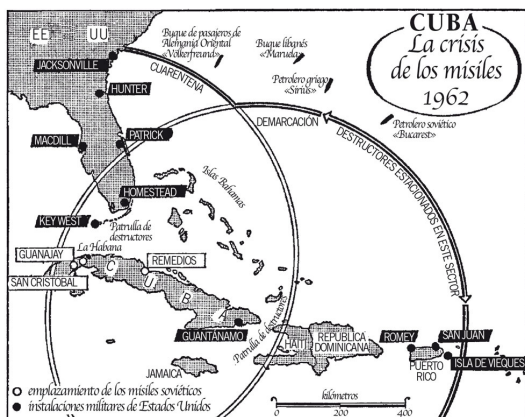 CUBA
La crisis
de los misiles
1962
EE UU
JACKSONVILLE
HUNTER
MACDILL
PATRICK
HOMESTEAD
KEY WEST
Buque de pasajeros de
Alemania Oriental
«Völkerfreund»
Buque libanés
«Maruda»
Petrolero griego
«Sirius»
Petrolero soviético
«Bucarest»
CUARENTENA
DEMARCACIÓN
DESTRUCTORES ESTACIONADOS EN ESTE SECTOR
Islas Bahamas
Patrulla de
destructores
La Habana
GUANAJAY
SAN CRISTÓBAL
REMEDIOS
CUBA
GUANTÁNAMO
Patrulla de destructores
HAITÍ
REPÚBLICA
DOMINICANA
ROMEY
SAN JUAN
PUERTO
RICO
ISLA DE VIEQUES
JAMAICA
emplazamiento de los misiles soviéticos
instalaciones militares de Estados Unidos
kilómetros
0 200 400